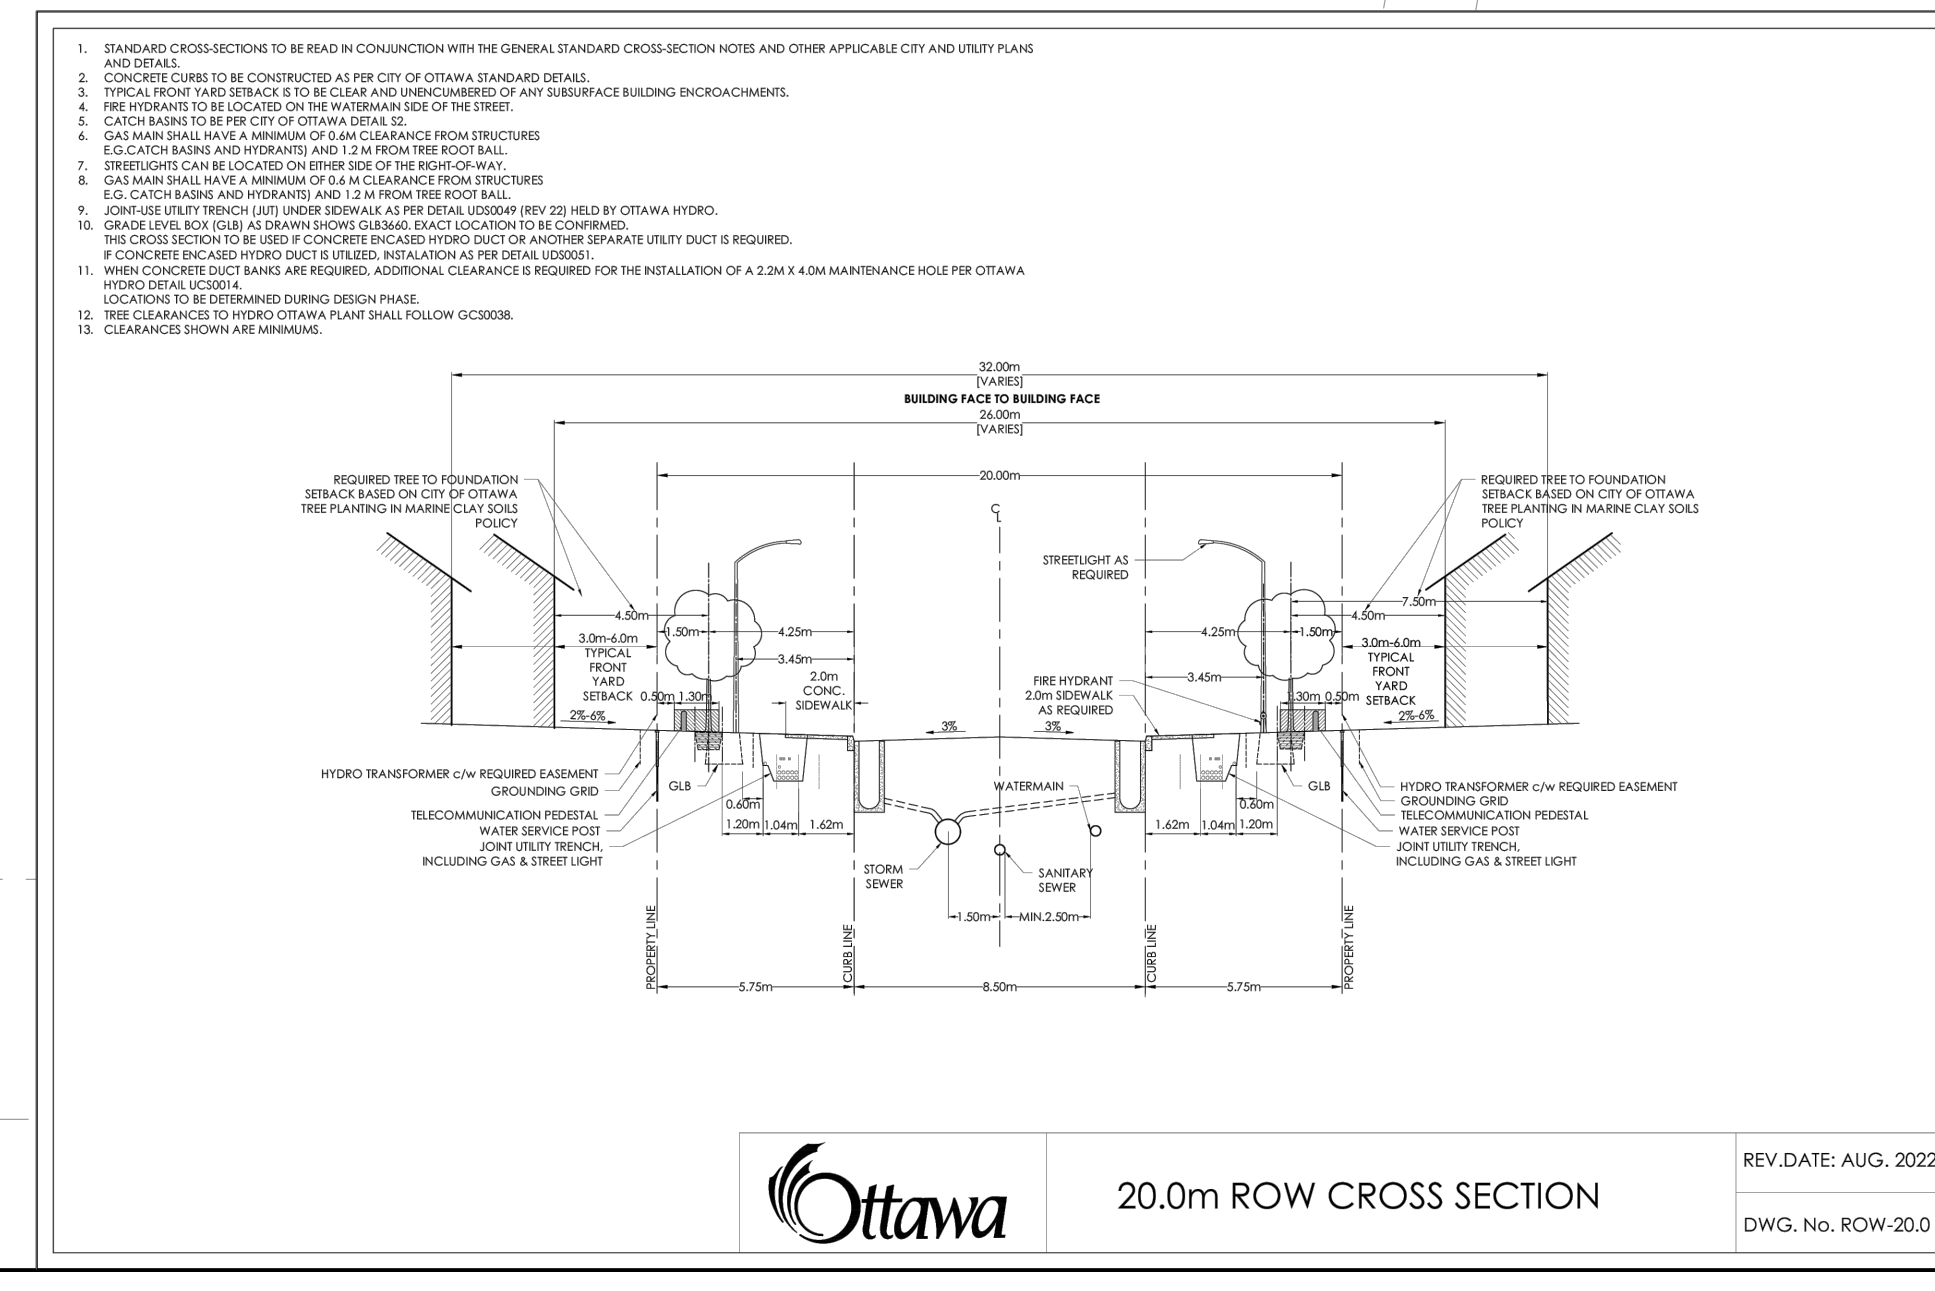 1. STANDARD CROSS-SECTIONS TO BE READ IN CONJUNCTION WITH THE GENERAL STANDARD CROSS-SECTION NOTES AND OTHER APPLICABLE CITY AND UTILITY PLANS
AND DETAILS.
2. CONCRETE CURBS TO BE CONSTRUCTED AS PER CITY OF OTTAWA STANDARD DETAILS.
3. TYPICAL FRONT YARD SETBACK IS TO BE CLEAR AND UNENCUMBERED OF ANY SUBSURFACE BUILDING ENCROACHMENTS.
4. FIRE HYDRANTS TO BE LOCATED ON THE WATERMAIN SIDE OF THE STREET.
5. CATCH BASINS TO BE PER CITY OF OTTAWA DETAIL S2.
6. GAS MAIN SHALL HAVE A MINIMUM OF 0.6M CLEARANCE FROM STRUCTURES
E.G.CATCH BASINS AND HYDRANTS) AND 1.2 M FROM TREE ROOT BALL.
7. STREETLIGHTS CAN BE LOCATED ON EITHER SIDE OF THE RIGHT-OF-WAY.
8. GAS MAIN SHALL HAVE A MINIMUM OF 0.6 M CLEARANCE FROM STRUCTURES
E.G. CATCH BASINS AND HYDRANTS) AND 1.2 M FROM TREE ROOT BALL.
9. JOINT-USE UTILITY TRENCH (JUT) UNDER SIDEWALK AS PER DETAIL UDS0049 (REV 22) HELD BY OTTAWA HYDRO.
10. GRADE LEVEL BOX (GLB) AS DRAWN SHOWS GLB3660. EXACT LOCATION TO BE CONFIRMED.
THIS CROSS SECTION TO BE USED IF CONCRETE ENCASED HYDRO DUCT OR ANOTHER SEPARATE UTILITY DUCT IS REQUIRED.
IF CONCRETE ENCASED HYDRO DUCT IS UTILIZED, INSTALATION AS PER DETAIL UDS0051.
11. WHEN CONCRETE DUCT BANKS ARE REQUIRED, ADDITIONAL CLEARANCE IS REQUIRED FOR THE INSTALLATION OF A 2.2M X 4.0M MAINTENANCE HOLE PER OTTAWA
HYDRO DETAIL UCS0014.
LOCATIONS TO BE DETERMINED DURING DESIGN PHASE.
12. TREE CLEARANCES TO HYDRO OTTAWA PLANT SHALL FOLLOW GCS0038.
13. CLEARANCES SHOWN ARE MINIMUMS.
32.00m
[VARIES]
BUILDING FACE TO BUILDING FACE
26.00m
[VARIES]
20.00m
REQUIRED TREE TO FOUNDATION
SETBACK BASED ON CITY OF OTTAWA
TREE PLANTING IN MARINE CLAY SOILS
POLICY
REQUIRED TREE TO FOUNDATION
SETBACK BASED ON CITY OF OTTAWA
TREE PLANTING IN MARINE CLAY SOILS
POLICY
CL
STREETLIGHT AS
REQUIRED
4.50m
1.50m
4.25m
3.45m
3.0m-6.0m
TYPICAL
FRONT
YARD
SETBACK
0.50m 1.30m
2.0m
CONC.
SIDEWALK
2%-6%
3%
3%
FIRE HYDRANT
2.0m SIDEWALK
AS REQUIRED
7.50m
4.50m
4.25m
1.50m
3.45m
3.0m-6.0m
TYPICAL
FRONT
YARD
SETBACK
1.30m 0.50m
2%-6%
HYDRO TRANSFORMER c/w REQUIRED EASEMENT
GROUNDING GRID
TELECOMMUNICATION PEDESTAL
WATER SERVICE POST
JOINT UTILITY TRENCH,
INCLUDING GAS & STREET LIGHT
GLB
0.60m
1.20m 1.04m 1.62m
WATERMAIN
STORM
SEWER
SANITARY
SEWER
1.50m
MIN.2.50m
GLB
0.60m
1.62m 1.04m 1.20m
HYDRO TRANSFORMER c/w REQUIRED EASEMENT
GROUNDING GRID
TELECOMMUNICATION PEDESTAL
WATER SERVICE POST
JOINT UTILITY TRENCH,
INCLUDING GAS & STREET LIGHT
PROPERTY LINE
CURB LINE
CURB LINE
PROPERTY LINE
5.75m
8.50m
5.75m
Ottawa
20.0m ROW CROSS SECTION
REV.DATE: AUG. 2022
DWG. No. ROW-20.0